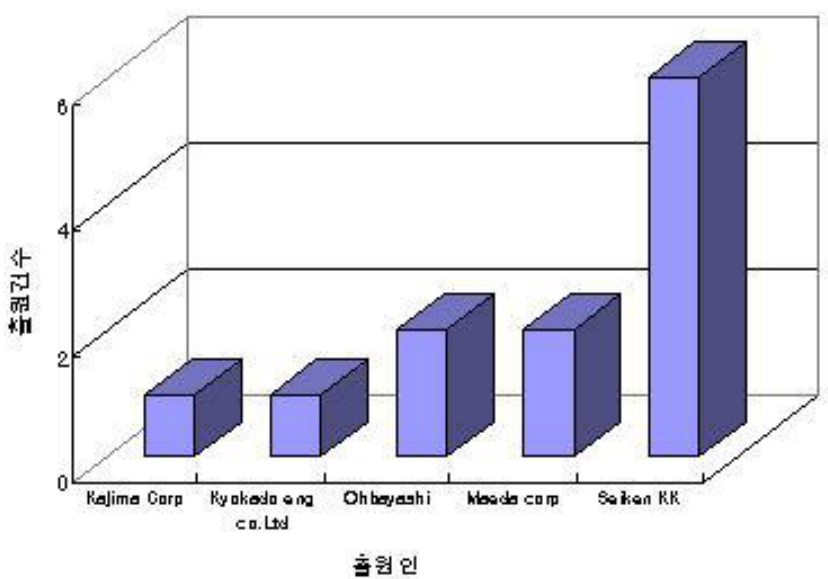 6
4
2
0
출원건수
Kajima Corp
Kyokado eng
co.Ltd
Ohbayashi
Maeda corp
Seiken KK
출원인